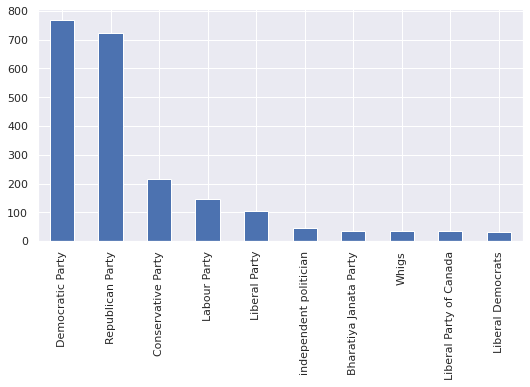 800
700
600
500
400
300
200
100
0
Democratic Party
Republican Party
Conservative Party
Labour Party
Liberal Party
independent politician
Bharatiya Janata Party
Whigs
Liberal Party of Canada
Liberal Democrats